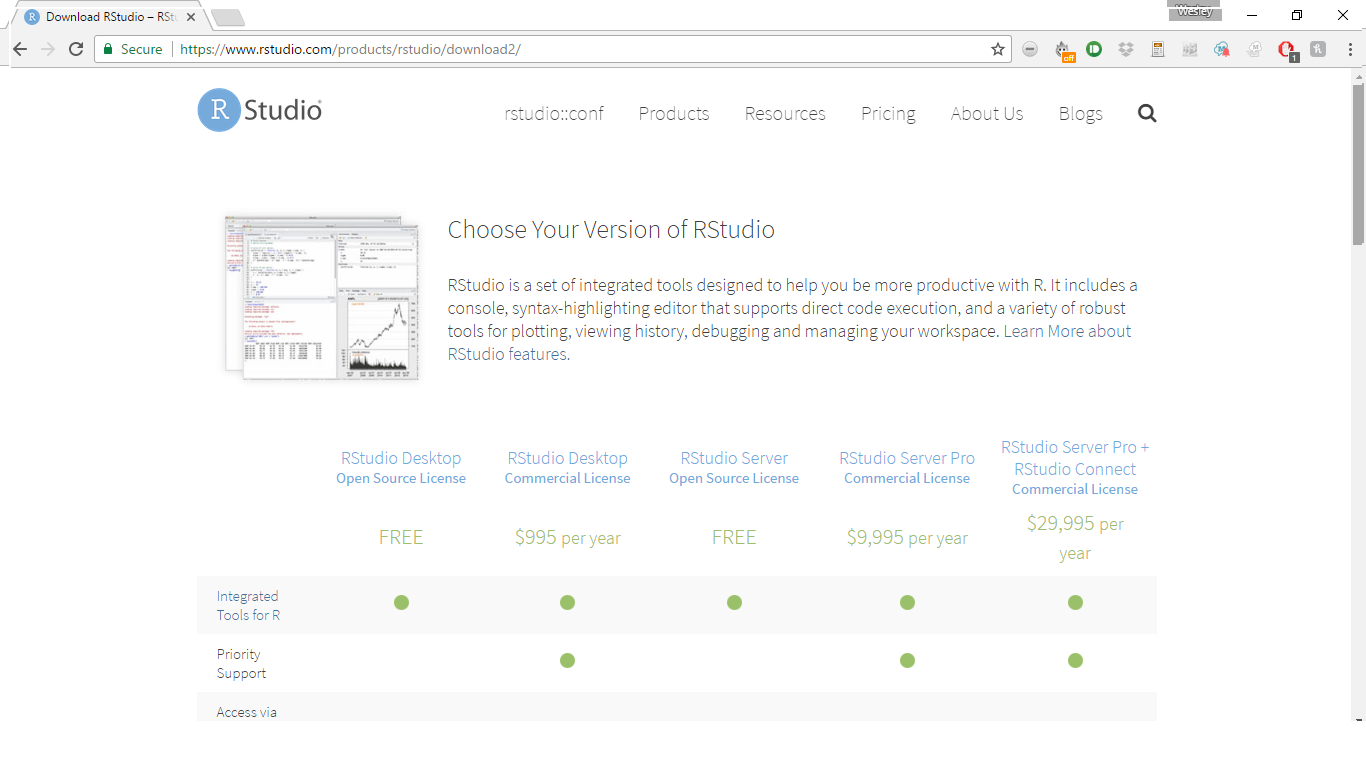 Download RStudio – RStu
Wesley
Secure
https://www.rstudio.com/products/rstudio/download2/
off
1
R Studio®
rstudio::conf
Products
Resources
Pricing
About Us
Blogs
Choose Your Version of RStudio
RStudio is a set of integrated tools designed to help you be more productive with R. It includes a
console, syntax-highlighting editor that supports direct code execution, and a variety of robust
tools for plotting, viewing history, debugging and managing your workspace. Learn More about
RStudio features.
RStudio Desktop
Open Source License
FREE
RStudio Desktop
Commercial License
$995 per year
RStudio Server
Open Source License
FREE
RStudio Server Pro
Commercial License
$9,995 per year
RStudio Server Pro +
RStudio Connect
Commercial License
$29,995 per
year
Integrated
Tools for R
Priority
Support
Access via